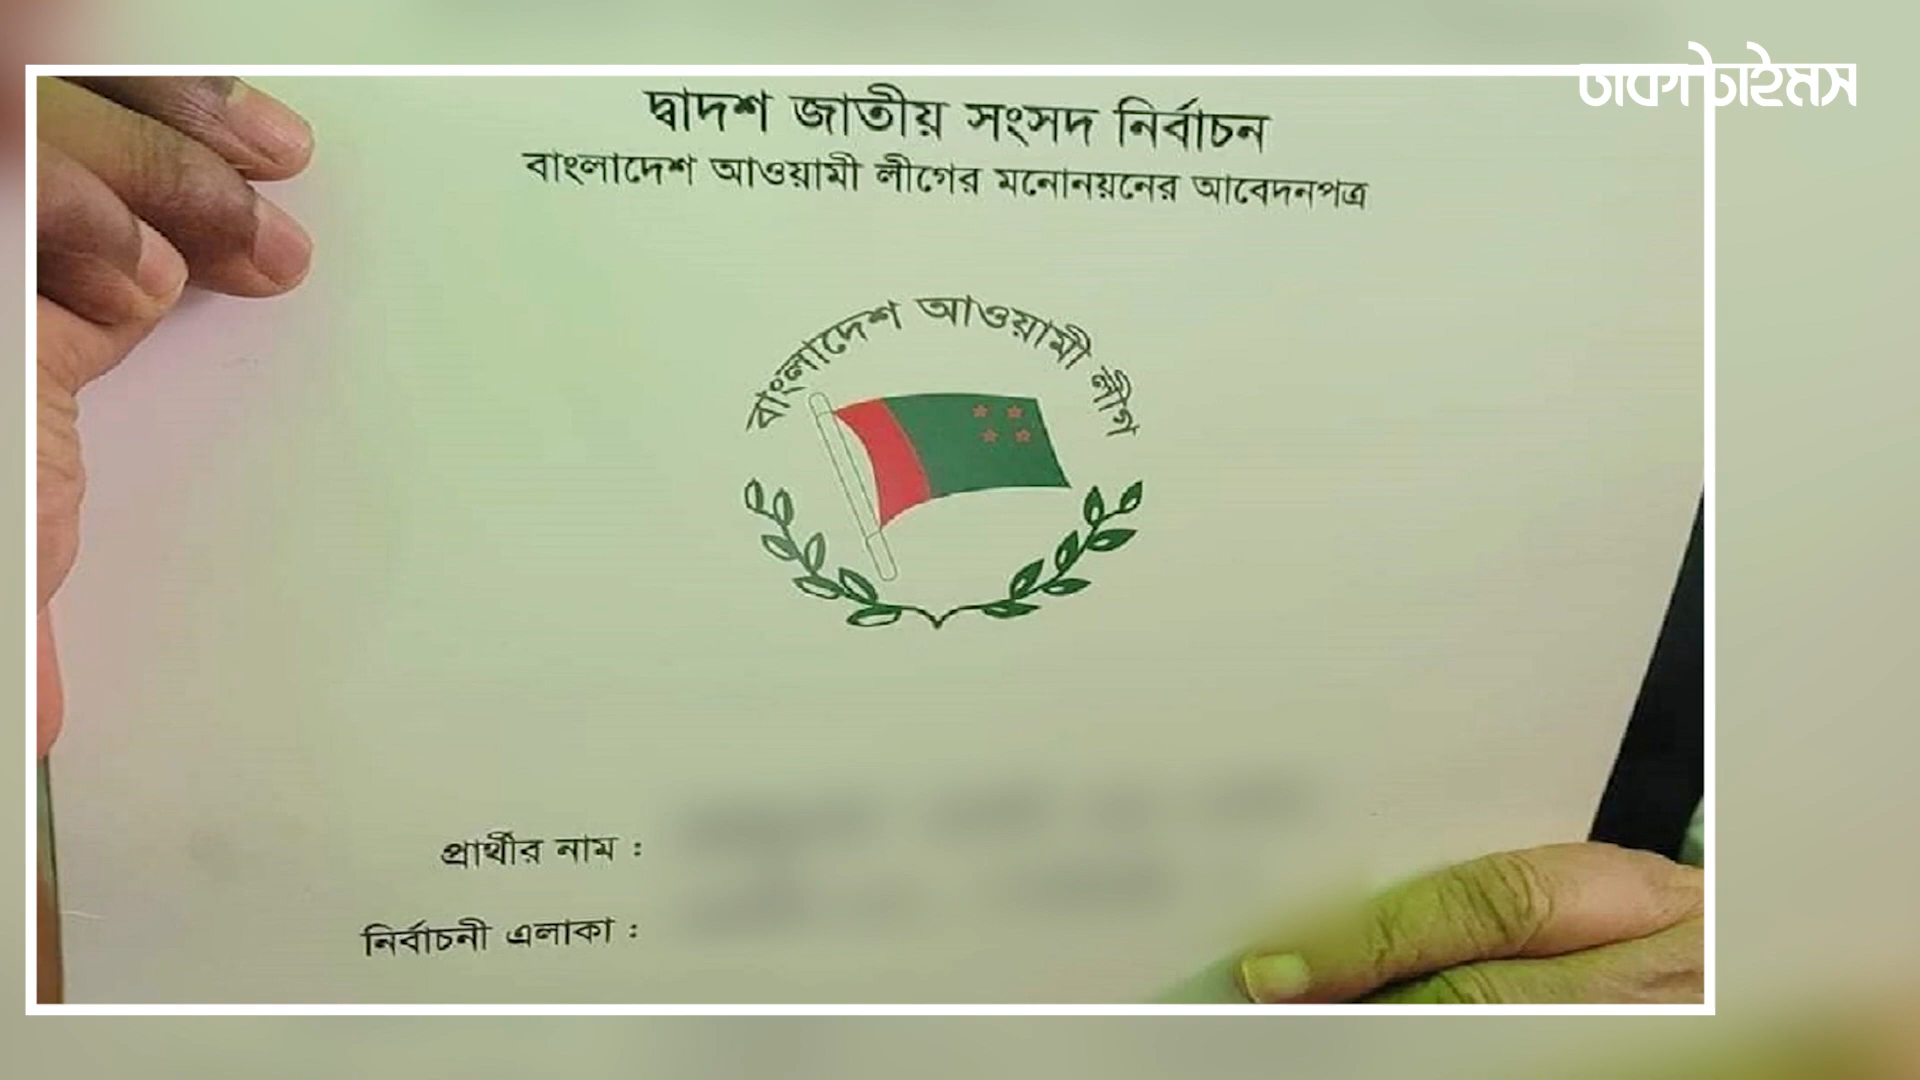 ঢাকা টাইমস
দ্বাদশ জাতীয় সংসদ নির্বাচন
বাংলাদেশ আওয়ামী লীগের মনোনয়নের আবেদনপত্র
বাংলাদেশ আওয়ামী লীগ
প্রার্থীর নাম :
নির্বাচনী এলাকা :